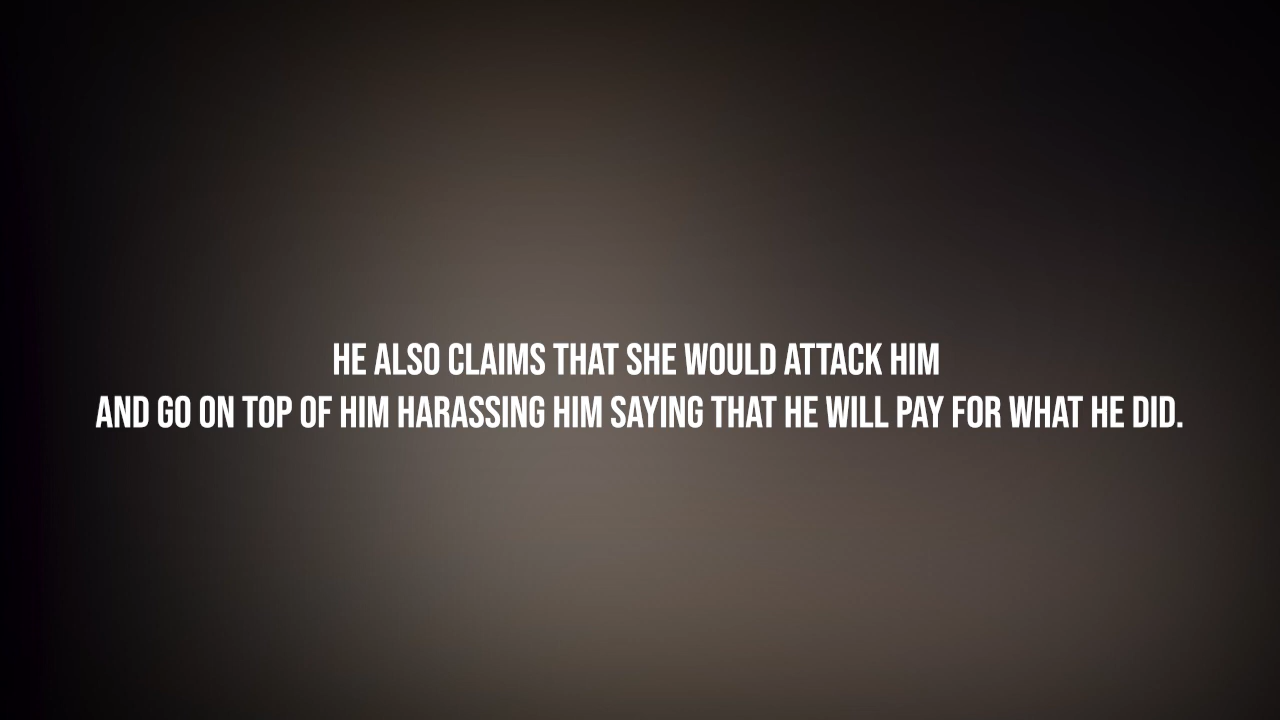 HE ALSO CLAIMS THAT SHE WOULD ATTACK HIM
AND GO ON TOP OF HIM HARASSING HIM SAYING THAT HE WILL PAY FOR WHAT HE DID.